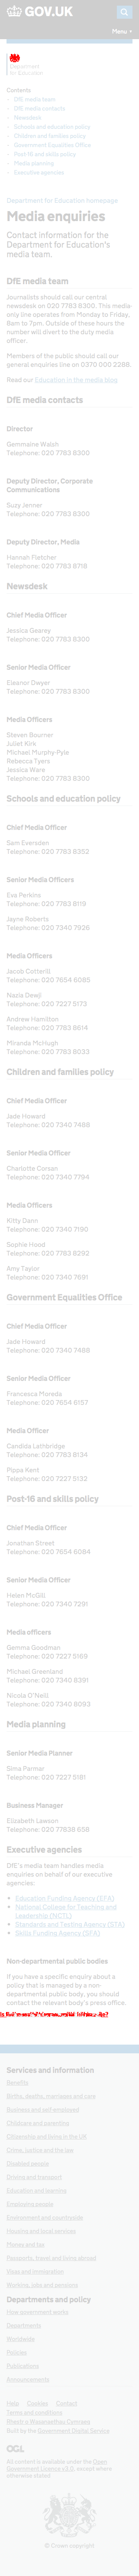 GOV.UK
Menu
Department
for Education
Contents
DfE media team
DfE media contacts
Newsdesk
Schools and education policy
Children and families policy
Government Equalities Office
Post-16 and skills policy
Media planning
Executive agencies
Department for Education homepage
Media enquiries
Contact information for the
Department of Education's
media team.
DfE media team
Journalists should call our central
newsdesk on 020 7783 8300. The media
line operates from Monday to Friday,
8am to 7pm. Outside of these hours
the call will divert to the duty media
officer.
Members of the public should call our
general enquiries line on 0370 000 2288.
Read our Education in the media blog
DfE media contacts
Director
Germmaine Walsh
Telephone: 020 7783 8300
Deputy Director, Corporate
Communications
Suzy Jenner
Telephone: 020 7783 8300
Deputy Director, Media
Hannah Fletcher
Telephone: 020 7783 8718
Newsdesk
Chief Media Officer
Jessica Gearey
Telephone: 020 7783 8300
Senior Media Officer
Eleanor Dwyer
Telephone: 020 7783 8300
Media Officers
Steven Bourner
Juliet Kirk
Michael Murphy-Pyle
Rebecca Tyers
Jessica Ware
Telephone: 020 7783 8300
Schools and education policy
Chief Media Officer
Sam Eversden
Telephone: 020 7783 8352
Senior Media Officers
Eva Perkins
Telephone: 020 7783 8119
Jayne Roberts
Telephone: 020 7340 7926
Media Officers
Jacob Cotterill
Telephone: 020 7654 6085
Nazia Dewji
Telephone: 020 7227 5173
Andrew Hamilton
Telephone: 020 7783 8614
Miranda McHugh
Telephone: 020 7783 8033
Children and families policy
Chief Media Officer
Jade Howard
Telephone: 020 7340 7488
Senior Media Officer
Charlotte Corsan
Telephone: 020 7340 7794
Media Officers
Kitty Dann
Telephone: 020 7340 7190
Sophie Hood
Telephone: 020 7783 8292
Amy Taylor
Telephone: 020 7340 7691
Government Equalities Office
Chief Media Officer
Jade Howard
Telephone: 020 7340 7488
Senior Media Officer
Francesca Moreda
Telephone: 020 7654 6157
Media Officer
Candida Lathbridge
Telephone: 020 7783 8134
Pippa Kent
Telephone: 020 7227 5132
Post-16 and skills policy
Chief Media Officer
Jonathan Street
Telephone: 020 7654 6084
Senior Media Officer
Helen McGill
Telephone: 020 7340 7291
Media officers
Gemma Goodman
Telephone: 020 7227 5169
Michael Greenland
Telephone: 020 7340 8391
Nicola O'Neill
Telephone: 020 7340 8093
Media planning
Senior Media Planner
Sima Parmar
Telephone: 020 7227 5181
Business Manager
Elizabeth Lawson
Telephone: 020 77838 658
Executive agencies
DfE's media team handles media
enquiries on behalf of our executive
agencies:
Education Funding Agency (EFA)
National College for Teaching and
Leadership (NCTL)
Standards and Testing Agency (STA)
Skills Funding Agency (SFA)
Non-departmental public bodies
If you have a specific enquiry about a
policy that is managed by a non-
departmental public body, you should
contact the relevant body's press office.
Services and information
Benefits
Births, deaths, marriages and care
Business and self-employed
Childcare and parenting
Citizenship and living in the UK
Crime, justice and the law
Disabled people
Driving and transport
Education and learning
Employing people
Environment and countryside
Housing and local services
Money and tax
Passports, travel and living abroad
Visas and immigration
Working, jobs and pensions
Departments and policy
How government works
Departments
Worldwide
Policies
Publications
Announcements
Help Cookies Contact
Terms and conditions
Rhestr o Wasanaethau Cymraeg
Built by the Government Digital Service
OGL
All content is available under the Open
Government Licence v3.0, except where
otherwise stated
© Crown copyright